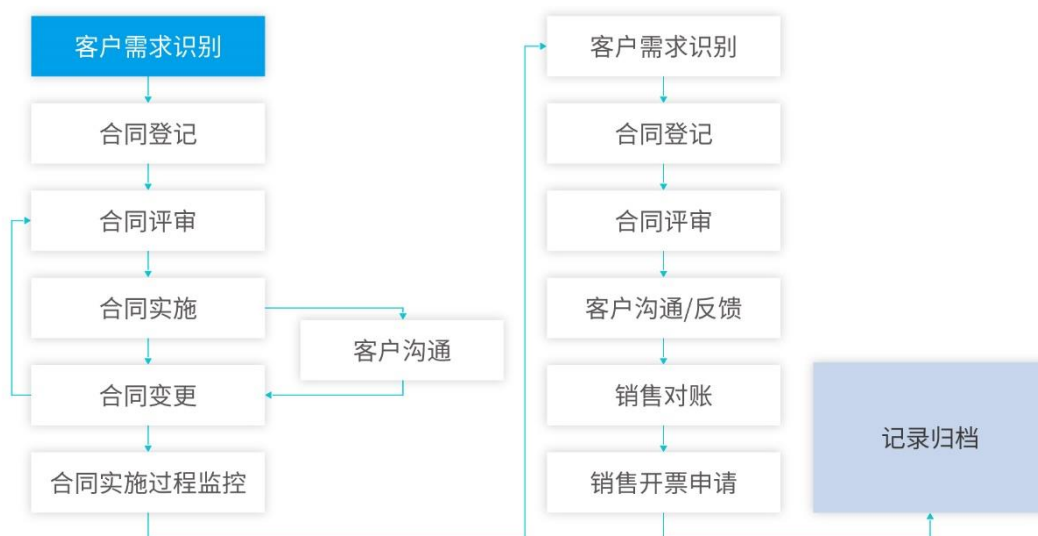 客户需求识别
合同登记
合同评审
合同实施
客户沟通
合同变更
合同实施过程监控
客户需求识别
合同登记
合同评审
客户沟通/反馈
销售对账
销售开票申请
记录归档